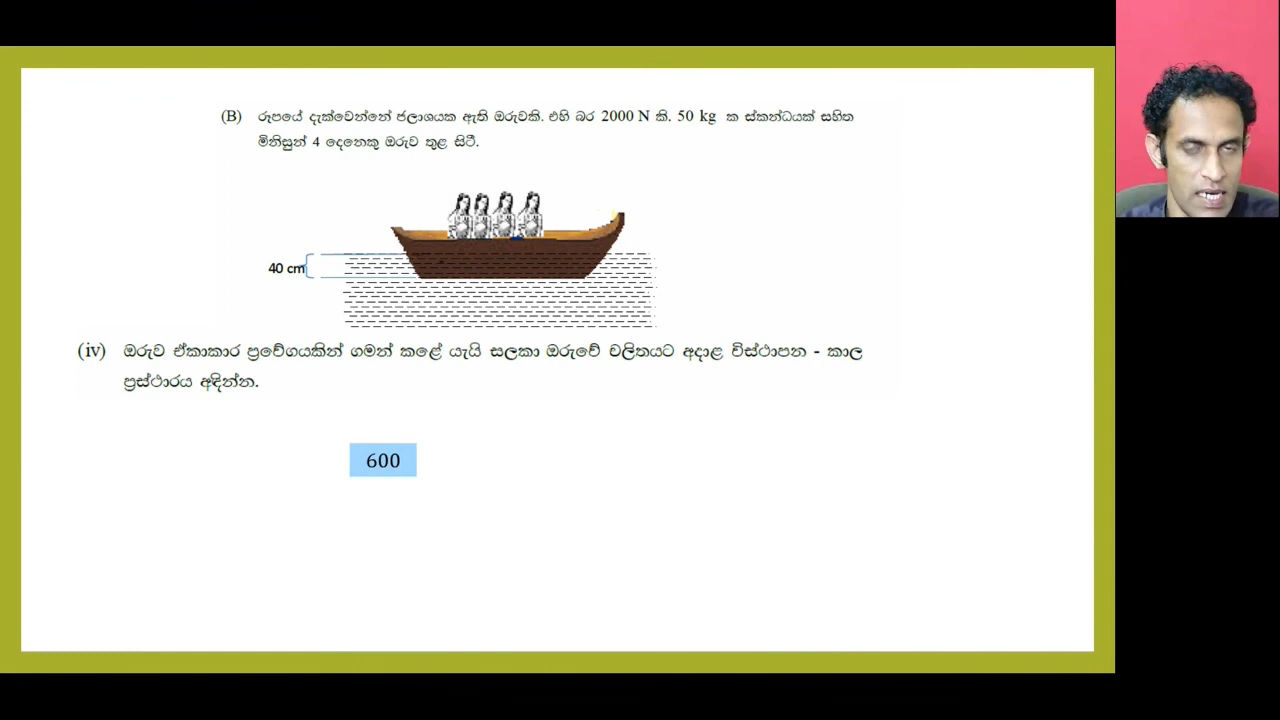 (B) රූපයේ දැක්වෙන්නේ ජලාශයක ඇති ඔරුවකි. එහි බර 2000 N කි. 50 kg ක ස්කන්ධයක් සහිත
මිනිසුන් 4 දෙනෙකු ඔරුව තුළ සිටී.
40 cm
(iv) ඔරුව ඒකාකාර ප්‍රවේගයකින් ගමන් කළේ යැයි සලකා ඔරුවේ චලිතයට අදාළ විස්ථාපන - කාල
ප්‍රස්ථාරය අඳින්න.
600